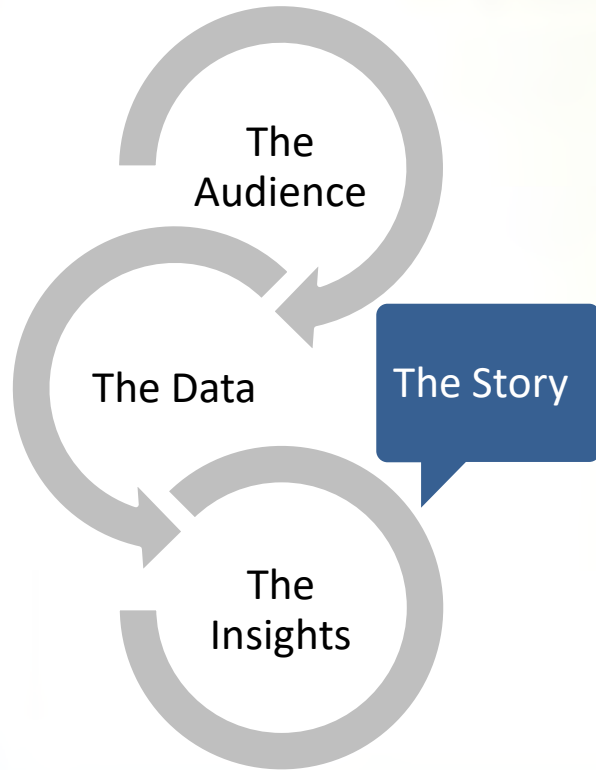 The
Audience
The Data
The Story
The
Insights